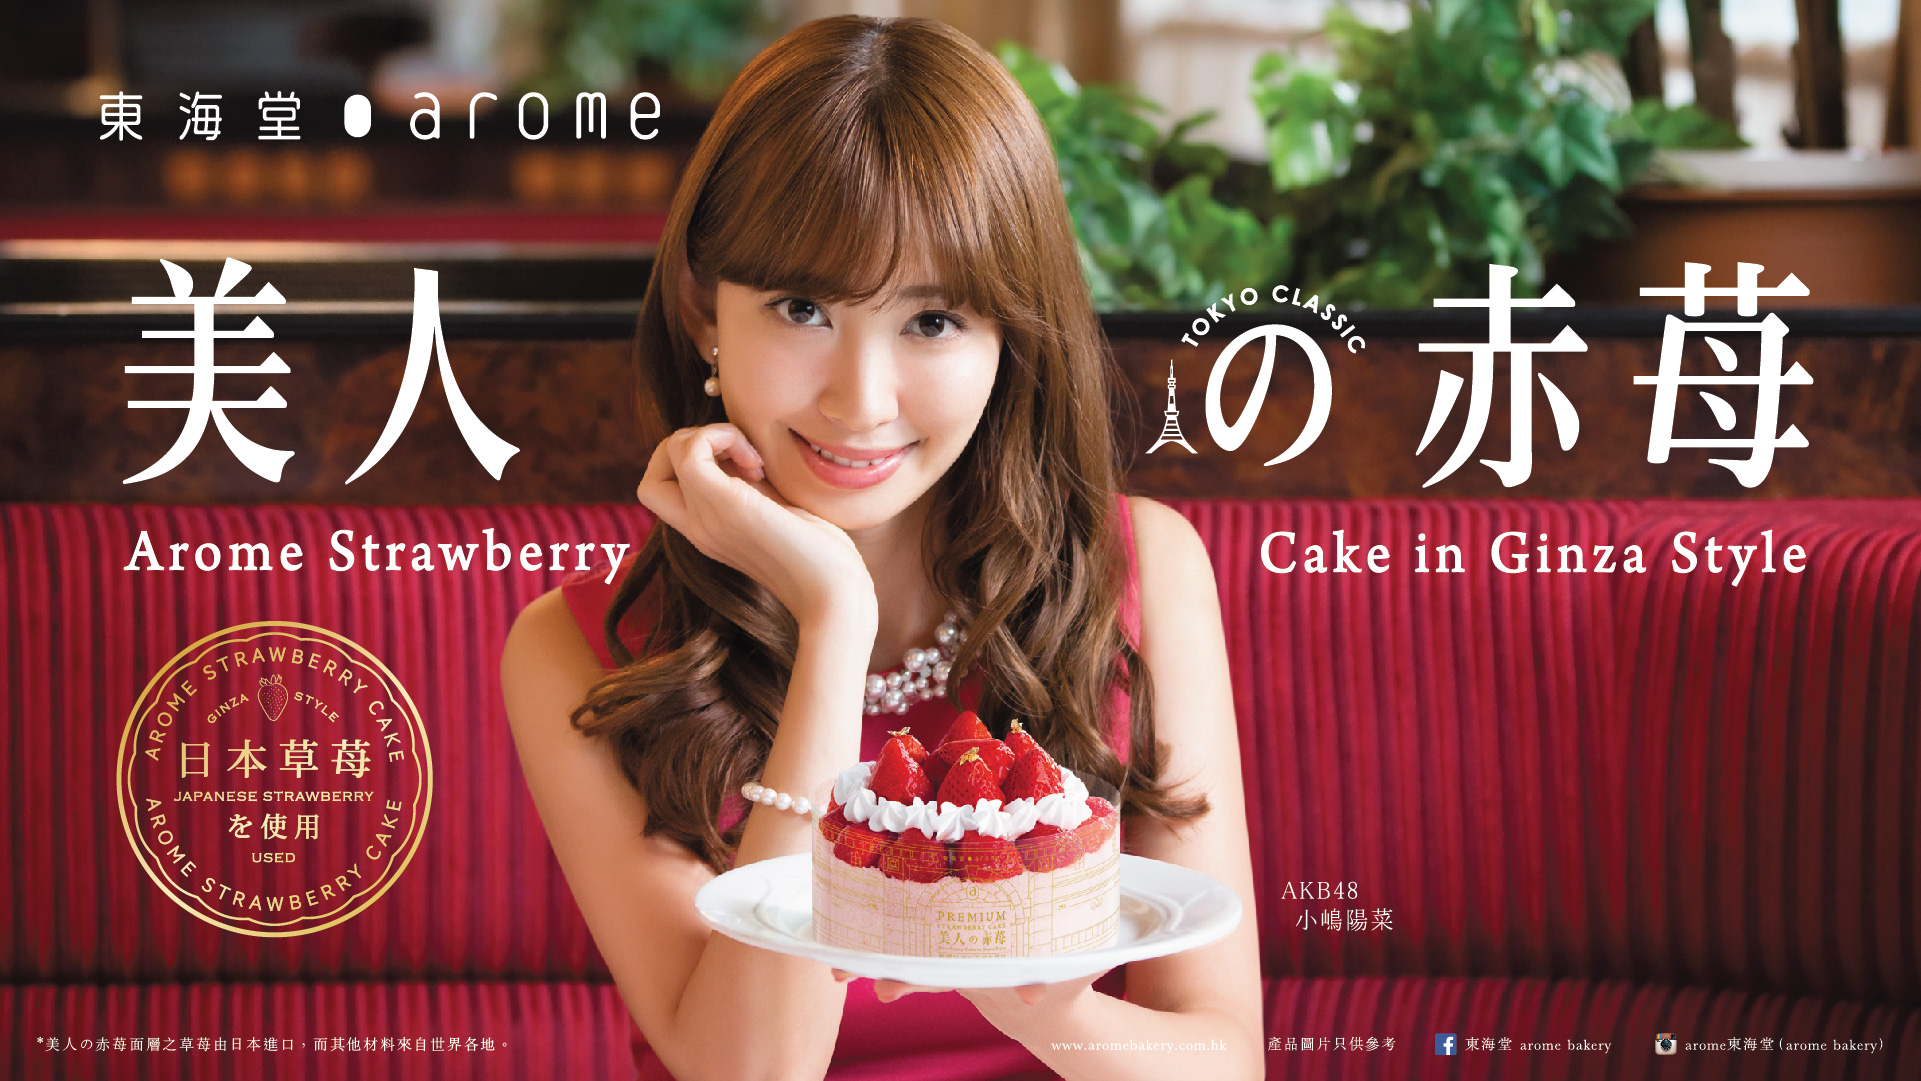 東海堂 arome
美人
TOKYO CLASSIC
の赤苺
Arome Strawberry
Cake in Ginza Style
AROME STRAWBERRY CAKE
GINZA STYLE
日本草苺
JAPANESE STRAWBERRY
を使用
USED
AROME STRAWBERRY CAKE
PREMIUM
STRAWBERRY CAKE
美人の赤苺
AKB48
小嶋陽菜
*美人の赤苺面層之草苺由日本進口，而其他材料來自世界各地。
www.aromebakery.com.hk
產品圖片只供參考
東海堂 arome bakery
arome東海堂 (arome bakery)